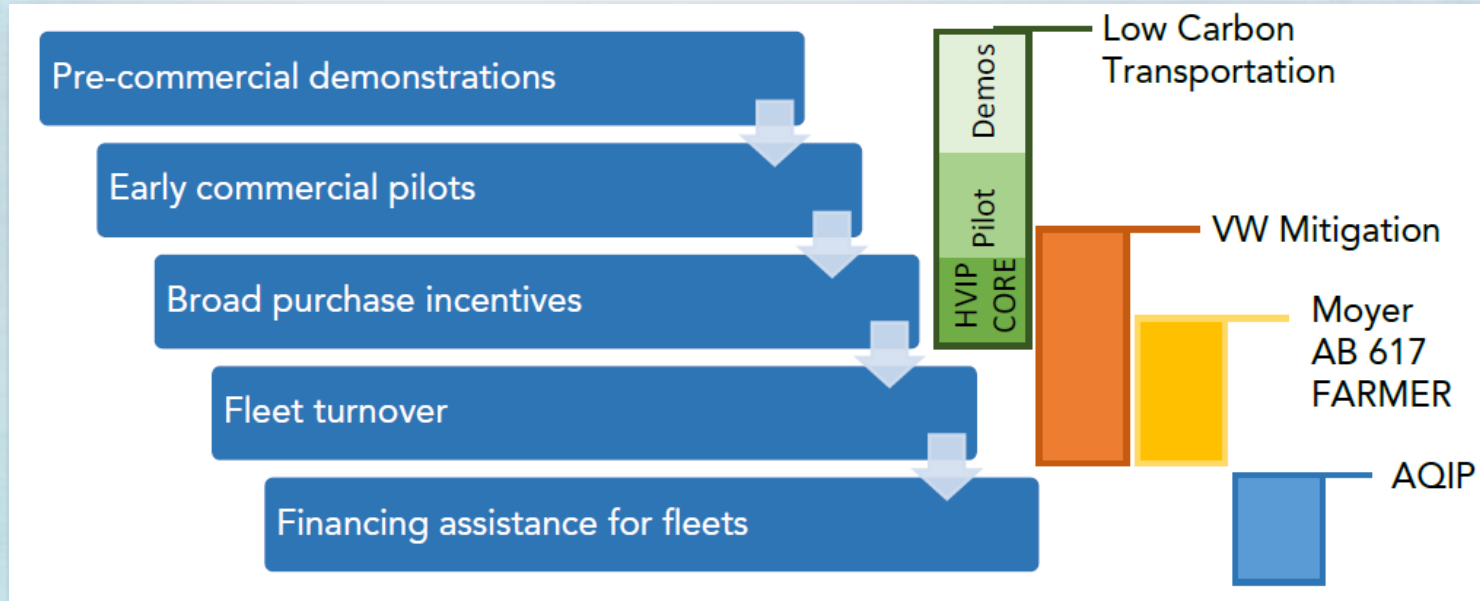 Pre-commercial demonstrations
Early commercial pilots
Broad purchase incentives
Fleet turnover
Financing assistance for fleets
Demos
Pilot
HVIP
CORE
Low Carbon
Transportation
VW Mitigation
Moyer
AB 617
FARMER
AQIP